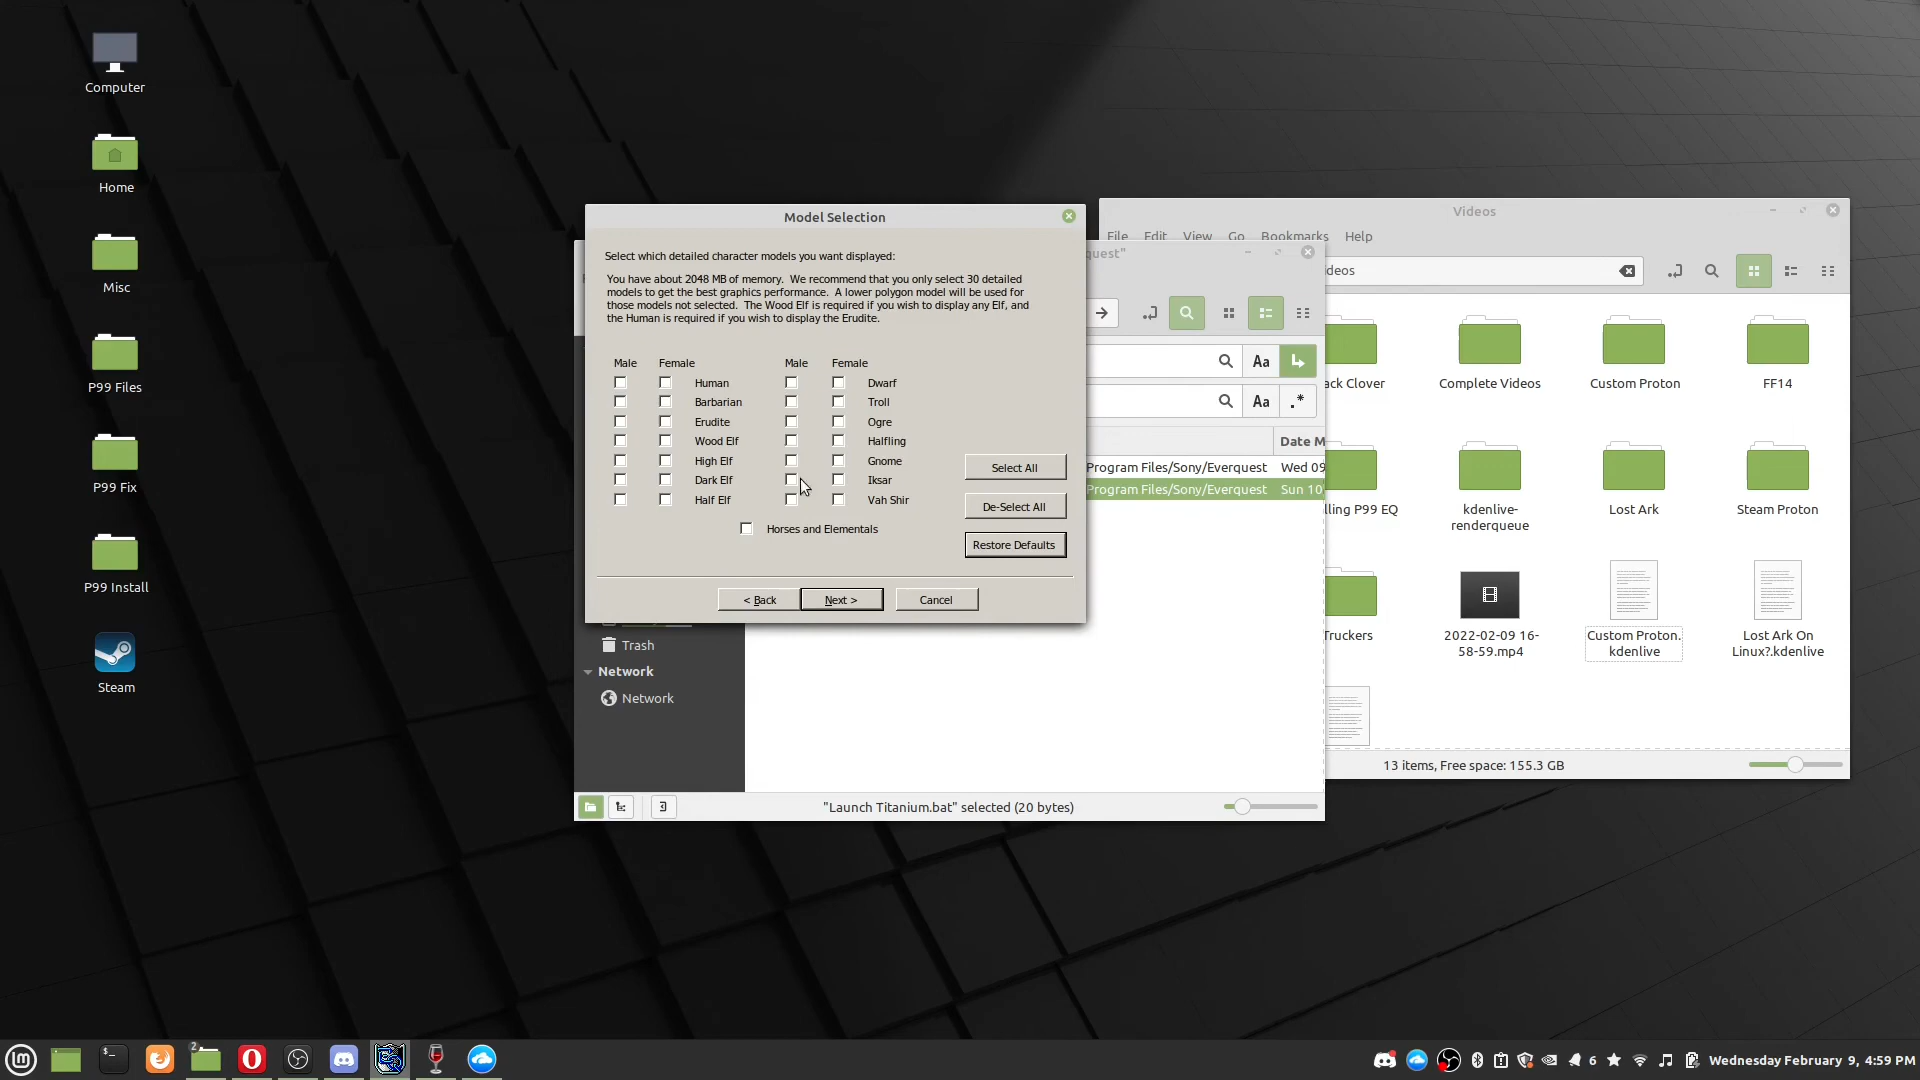 Computer
Home
Misc
P99 Files
P99 Fix
P99 Install
Steam
Model Selection
Select which detailed character models you want displayed:
You have about 2048 MB of memory. We recommend that you only select 30 detailed
models to get the best graphics performance. A lower polygon model will be used for
those models not selected. The Wood Elf is required if you wish to display any Elf, and
the Human is required if you wish to display the Erudite.
Male Female Male Female
Human Dwarf
Barbarian Troll
Erudite Ogre
Wood Elf Halfling
High Elf Gnome
Dark Elf Iksar
Half Elf Vah Shir
Horses and Elementals
Select All
De-Select All
Restore Defaults
< Back Next > Cancel
quest"
Aa
Aa .*
Date M
Program Files/Sony/Everquest Wed 09
Program Files/Sony/Everquest Sun 10
Trash
Network
Network
"Launch Titanium.bat" selected (20 bytes)
Videos
File Edit View Go Bookmarks Help
deos
ack Clover Complete Videos Custom Proton FF14
lling P99 EQ kdenlive-
renderqueue Lost Ark Steam Proton
Truckers 2022-02-09 16-
58-59.mp4 Custom Proton.
kdenlive Lost Ark On
Linux?.kdenlive
13 items, Free space: 155.3 GB
2
6 Wednesday February 9, 4:59 PM